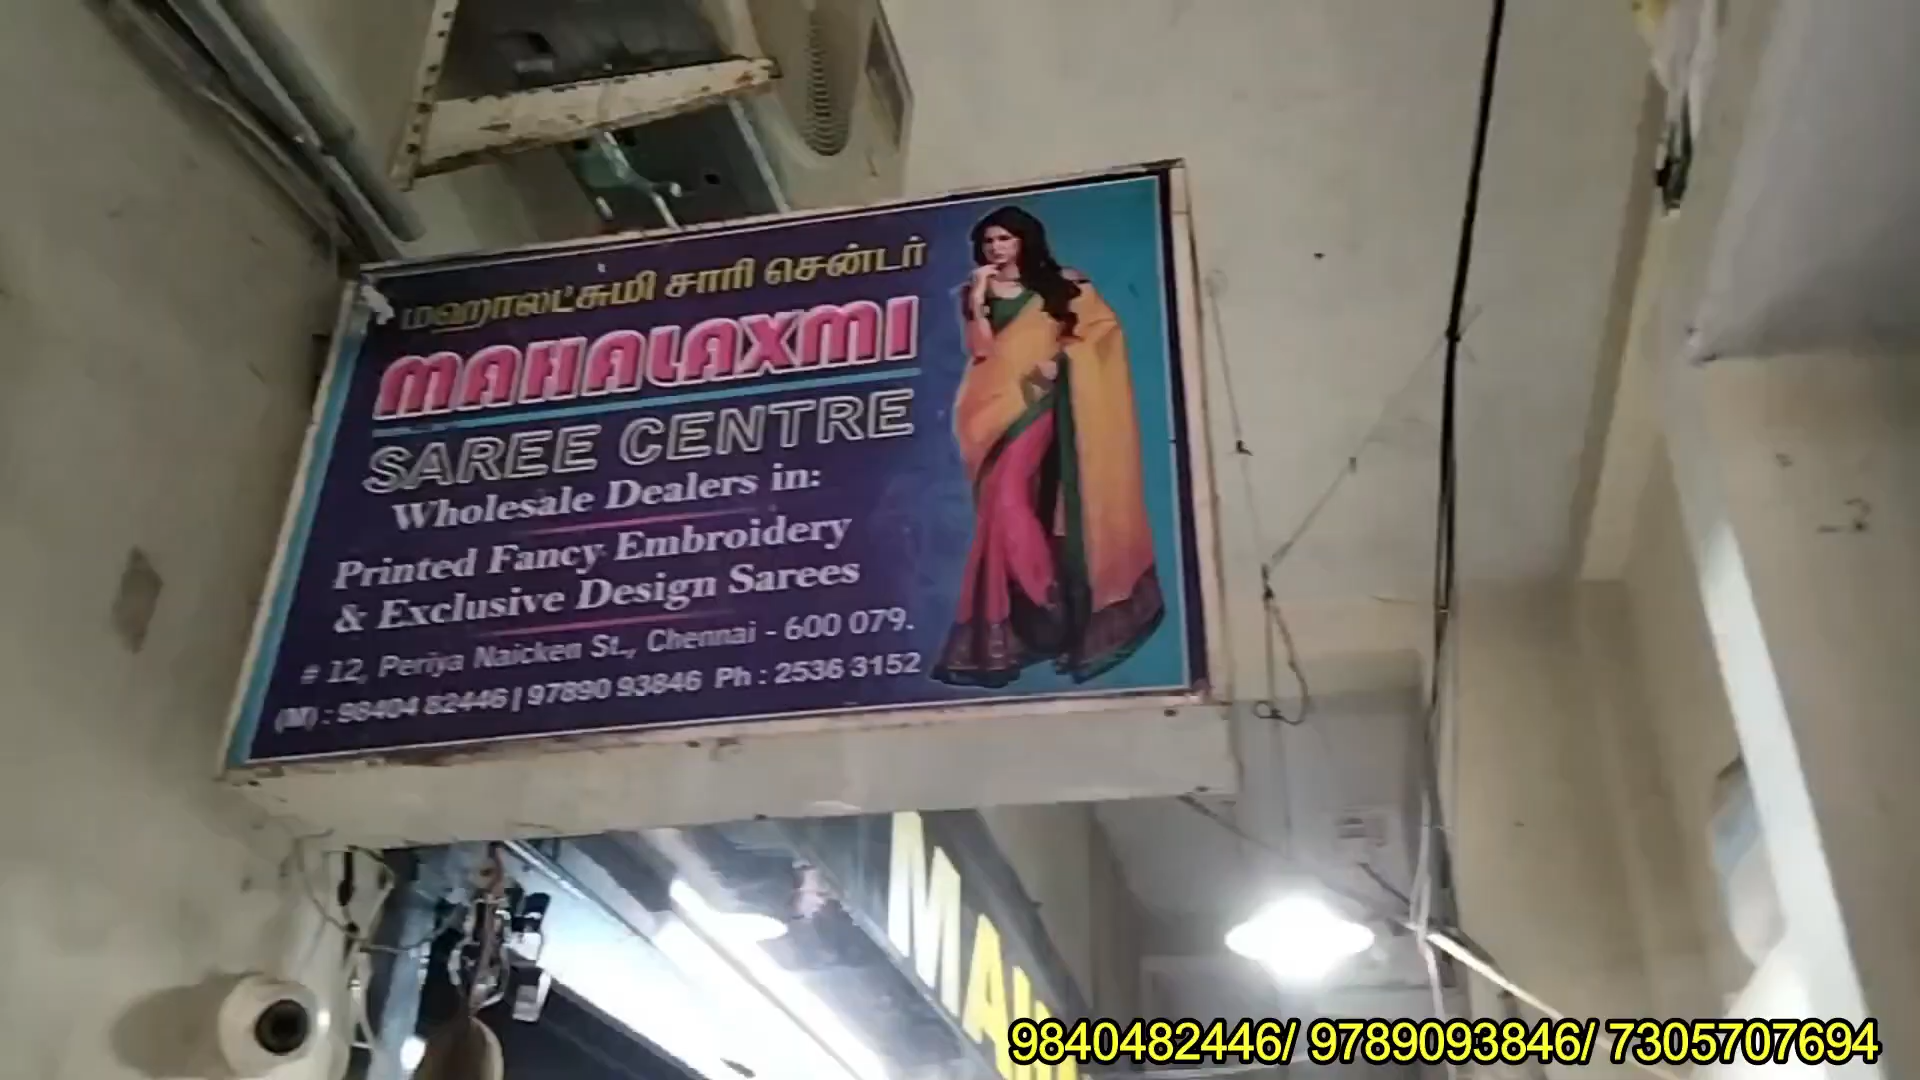 மஹாலட்சுமி சாரி சென்டர்
MAHALAXMI
SAREE CENTRE
Wholesale Dealers in:
Printed Fancy Embroidery
& Exclusive Design Sarees
# 12, Periya Naicken St., Chennai - 600 079.
(M) : 98404 82446 | 97890 93846 Ph : 2536 3152
MAH
9840482446/ 9789093846/ 7305707694